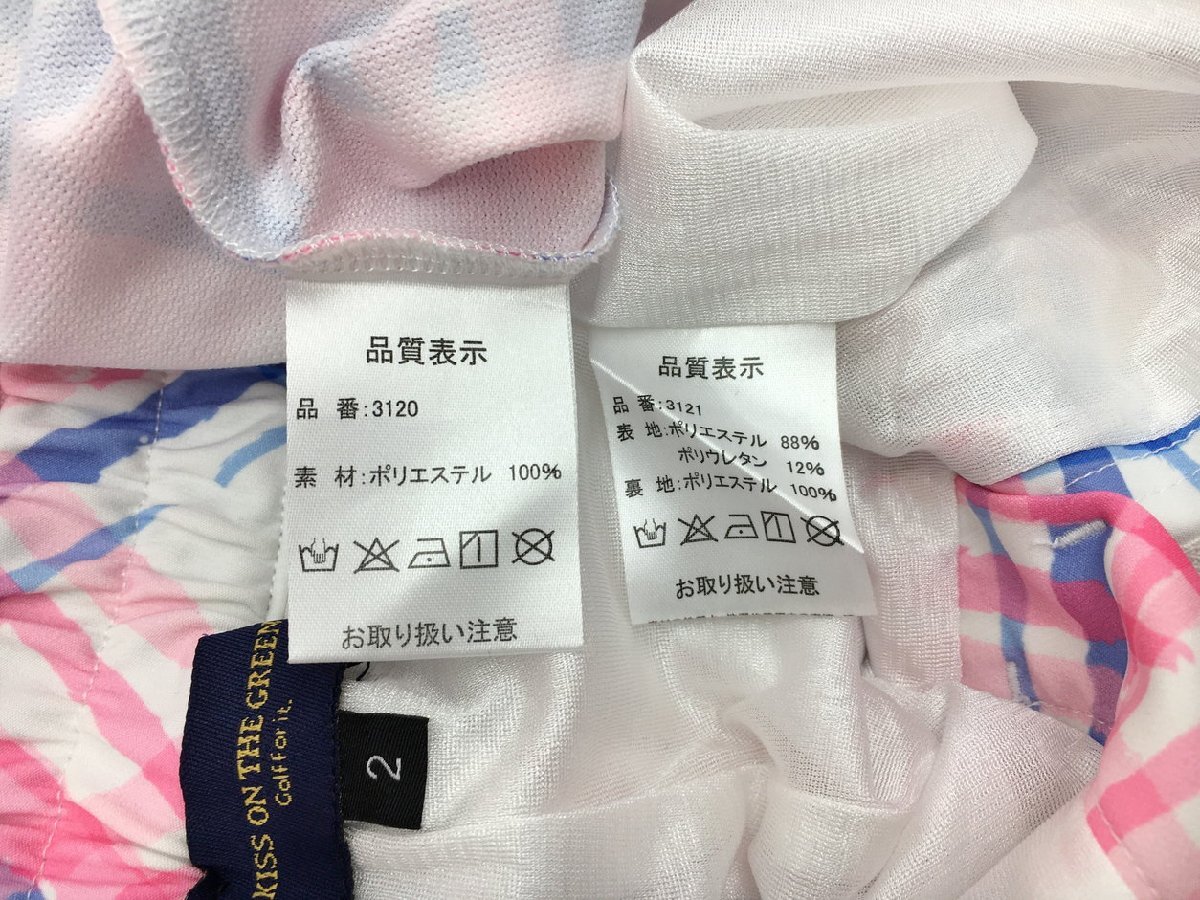 品質表示
品 番:3120
素 材:ポリエステル 100%
お取り扱い注意
品質表示
品 番:3121
表 地:ポリエステル 88%
ポリウレタン 12%
裏 地:ポリエステル 100%
お取り扱い注意
KISS ON THE GREEN
Golf for it.
2